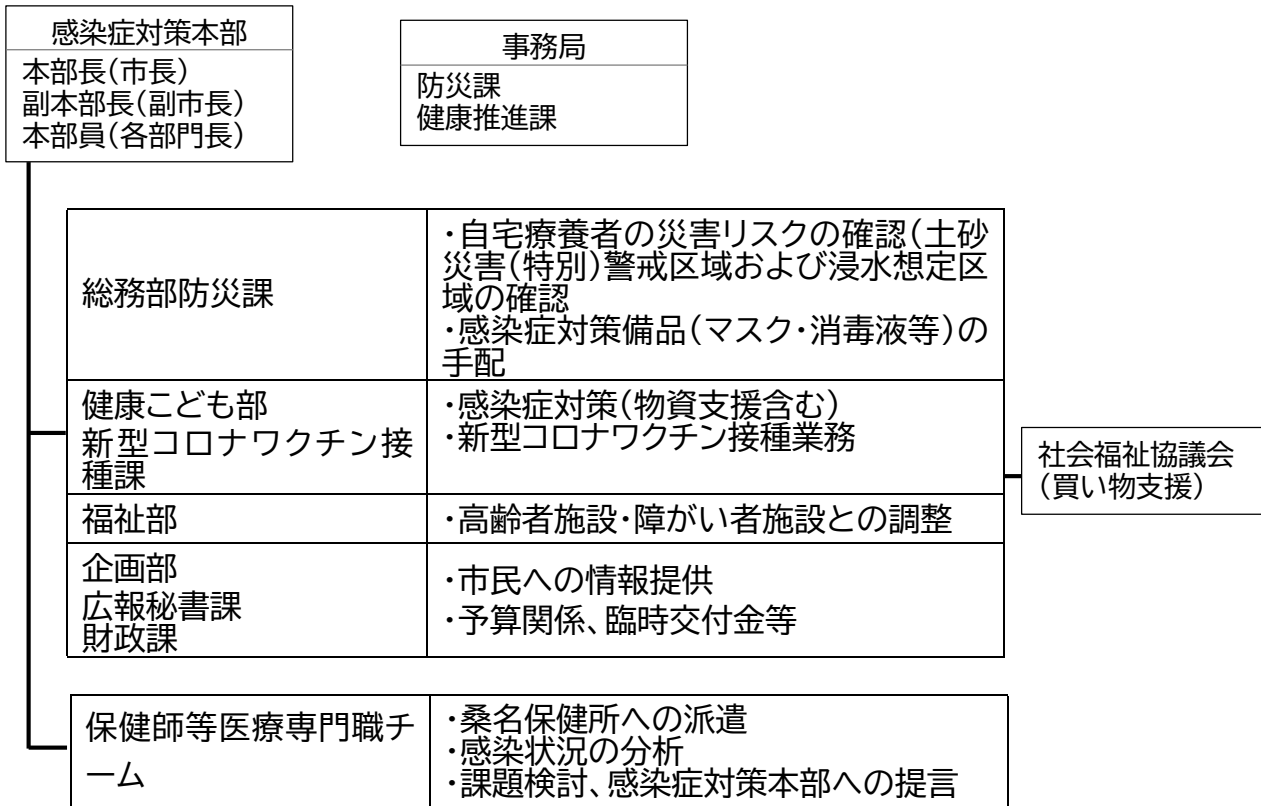 感染症対策本部
本部長(市長)
副本部長(副市長)
本部員(各部門長)
事務局
防災課
健康推進課
総務部防災課
・自宅療養者の災害リスクの確認(土砂
災害(特別)警戒区域および浸水想定区
域の確認
・感染症対策備品(マスク・消毒液等)の
手配
健康こども部
新型コロナワクチン接
種課
・感染症対策(物資支援含む)
・新型コロナワクチン接種業務
福祉部
・高齢者施設・障がい者施設との調整
企画部
広報秘書課
財政課
・市民への情報提供
・予算関係、臨時交付金等
社会福祉協議会
(買い物支援)
保健師等医療専門職チ
ーム
・桑名保健所への派遣
・感染状況の分析
・課題検討、感染症対策本部への提言